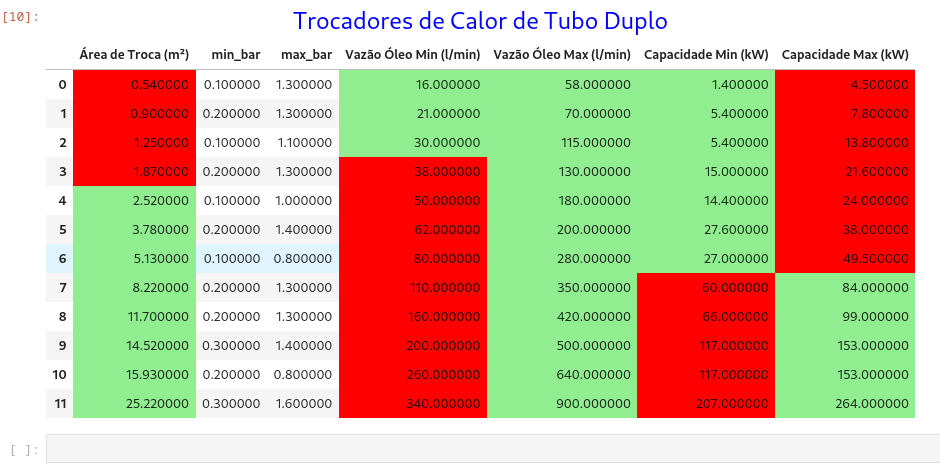 [10]:
Trocadores de Calor de Tubo Duplo
Área de Troca (m²) min_bar max_bar Vazão Óleo Min (l/min) Vazão Óleo Max (l/min) Capacidade Min (kW) Capacidade Max (kW)
0 0.540000 0.100000 1.300000 16.000000 58.000000 1.400000 4.500000
1 0.900000 0.200000 1.300000 21.000000 70.000000 5.400000 7.800000
2 1.250000 0.100000 1.100000 30.000000 115.000000 5.400000 13.800000
3 1.870000 0.200000 1.300000 38.000000 130.000000 15.000000 21.600000
4 2.520000 0.100000 1.000000 50.000000 180.000000 14.400000 24.000000
5 3.780000 0.200000 1.400000 62.000000 200.000000 27.600000 38.000000
6 5.130000 0.100000 0.800000 80.000000 280.000000 27.000000 49.500000
7 8.220000 0.200000 1.300000 110.000000 350.000000 60.000000 84.000000
8 11.700000 0.200000 1.300000 160.000000 420.000000 66.000000 99.000000
9 14.520000 0.300000 1.400000 200.000000 500.000000 117.000000 153.000000
10 15.930000 0.200000 0.800000 260.000000 640.000000 117.000000 153.000000
11 25.220000 0.300000 1.600000 340.000000 900.000000 207.000000 264.000000
[ ]: